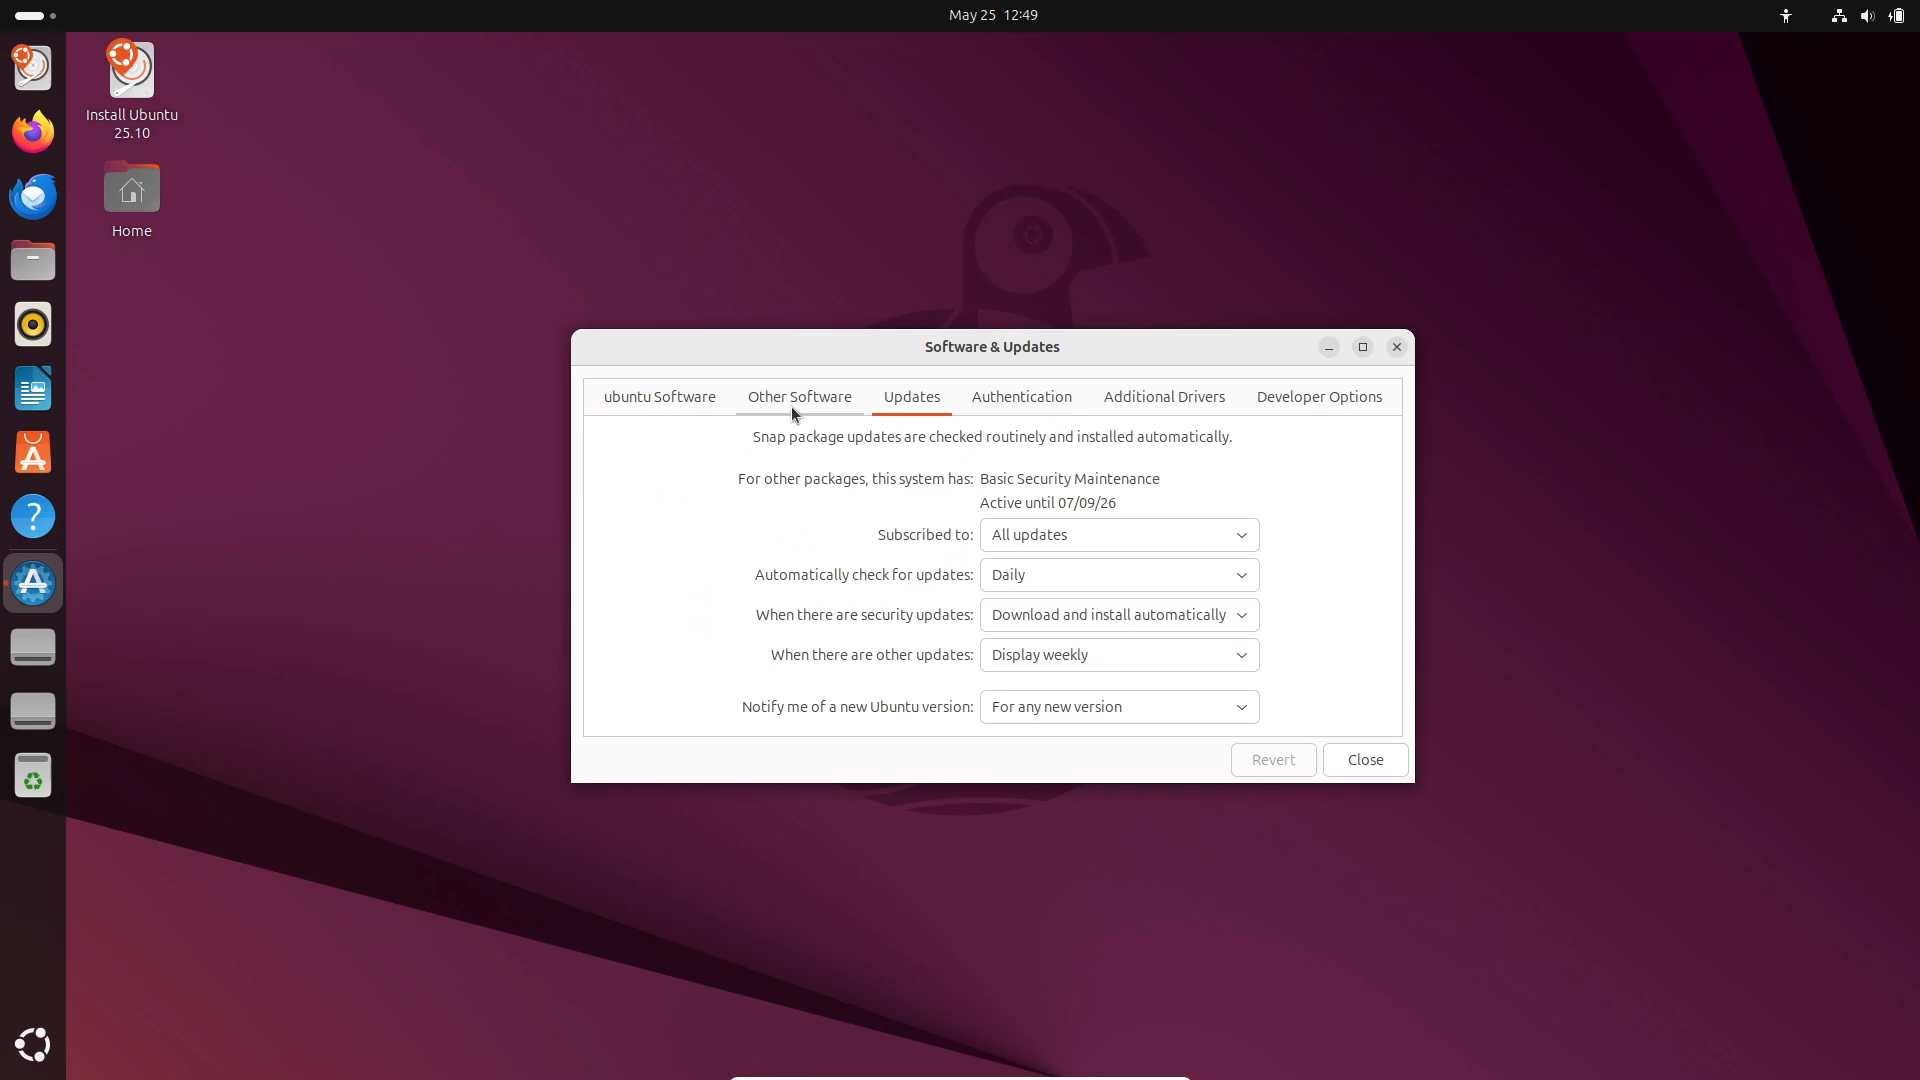 May 25 12:49
Install Ubuntu
25.10
Home
Software & Updates
ubuntu Software
Other Software
Updates
Authentication
Additional Drivers
Developer Options
Snap package updates are checked routinely and installed automatically.
For other packages, this system has: Basic Security Maintenance
Active until 07/09/26
Subscribed to: All updates
Automatically check for updates: Daily
When there are security updates: Download and install automatically
When there are other updates: Display weekly
Notify me of a new Ubuntu version: For any new version
Revert
Close